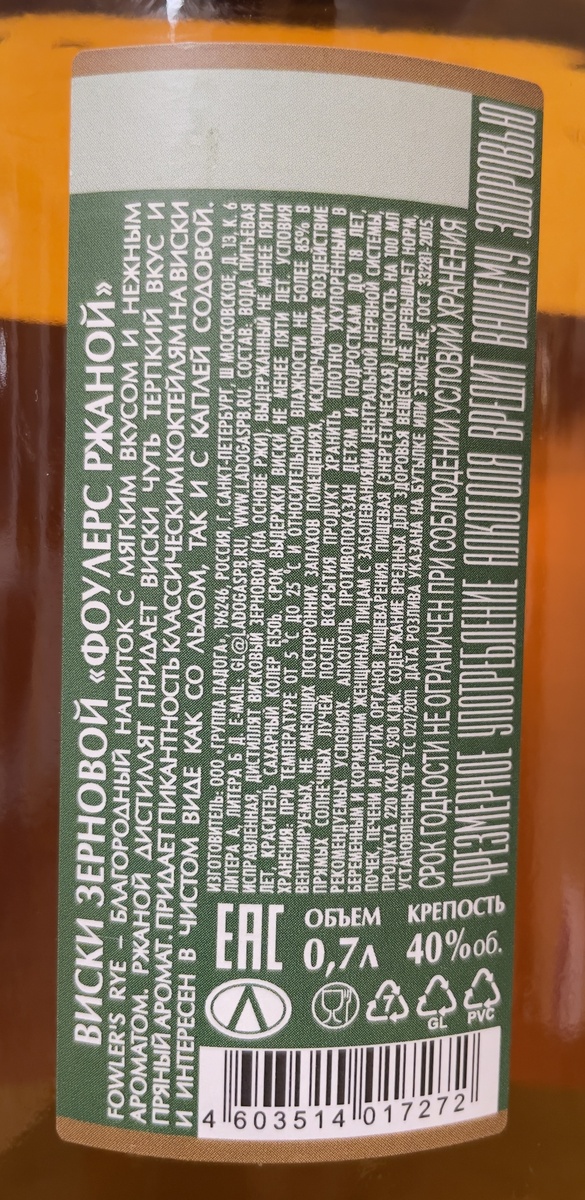 ВИСКИ ЗЕРНОВОЙ «ФОУЛЕРС РЖАНОЙ»
FOWLER'S RYE – БЛАГОРОДНЫЙ НАПИТОК С МЯГКИМ ВКУСОМ И НЕЖНЫМ
АРОМАТОМ. РЖАНОЙ ДИСТИЛЛЯТ ПРИДАЕТ ВИСКИ ЧУТЬ ТЕРПКИЙ ВКУС И
ПРЯНЫЙ АРОМАТ. ПРИДАЕТ ПИКАНТНОСТЬ КЛАССИЧЕСКИМ КОКТЕЙЛЯМ НА ВИСКИ
И ИНТЕРЕСЕН В ЧИСТОМ ВИДЕ КАК СО ЛЬДОМ, ТАК И С КАПЛЕЙ СОДОВОЙ.
ИЗГОТОВИТЕЛЬ: ООО «ГРУППА ЛАДОГА», 196246, РОССИЯ, Г. САНКТ-ПЕТЕРБУРГ, Ш МОСКОВСКОЕ, Д. 13, К. 6
ЛИТЕРА А, ЛИТЕРА Б, Д. E-MAIL: GL@LADOGASPB.RU, WWW.LADOGASPB.RU. СОСТАВ: ВОДА ПИТЬЕВАЯ
ИСПРАВЛЕННАЯ, ДИСТИЛЛЯТ ВИСКОВЫЙ ЗЕРНОВОЙ (НА ОСНОВЕ РЖИ) ВЫДЕРЖАННЫЙ НЕ МЕНЕЕ ПЯТИ
ЛЕТ, КРАСИТЕЛЬ САХАРНЫЙ КОЛЕР Е150b. СРОК ВЫДЕРЖКИ ВИСКИ НЕ МЕНЕЕ ПЯТИ ЛЕТ. УСЛОВИЯ
ХРАНЕНИЯ: ПРИ ТЕМПЕРАТУРЕ ОТ 5 °С ДО 25 °С И ОТНОСИТЕЛЬНОЙ ВЛАЖНОСТИ НЕ БОЛЕЕ 85% В
ВЕНТИЛИРУЕМЫХ, НЕ ИМЕЮЩИХ ПОСТОРОННИХ ЗАПАХОВ ПОМЕЩЕНИЯХ, ИСКЛЮЧАЮЩИХ ВОЗДЕЙСТВИЕ
ПРЯМЫХ СОЛНЕЧНЫХ ЛУЧЕЙ. ПОСЛЕ ВСКРЫТИЯ ПРОДУКТ ХРАНИТЬ ПЛОТНО УКУПОРЕННЫМ В
РЕКОМЕНДУЕМЫХ УСЛОВИЯХ. АЛКОГОЛЬ ПРОТИВОПОКАЗАН ДЕТЯМ И ПОДРОСТКАМ ДО 18 ЛЕТ,
БЕРЕМЕННЫМ И КОРМЯЩИМ ЖЕНЩИНАМ, ЛИЦАМ С ЗАБОЛЕВАНИЯМИ ЦЕНТРАЛЬНОЙ НЕРВНОЙ СИСТЕМЫ,
ПОЧЕК, ПЕЧЕНИ И ДРУГИХ ОРГАНОВ ПИЩЕВАРЕНИЯ. ПИЩЕВАЯ (ЭНЕРГЕТИЧЕСКАЯ) ЦЕННОСТЬ НА 100 МЛ
ПРОДУКТА 220 ККАЛ/ 930 КДЖ. СОДЕРЖАНИЕ ВРЕДНЫХ ДЛЯ ЗДОРОВЬЯ ВЕЩЕСТВ НЕ ПРЕВЫШАЕТ НОРМ,
УСТАНОВЛЕННЫХ ТР ТС 021/2011. ДАТА РОЗЛИВА УКАЗАНА НА БУТЫЛКЕ ИЛИ ЭТИКЕТКЕ. ГОСТ 33281-2015.
СРОК ГОДНОСТИ НЕ ОГРАНИЧЕН ПРИ СОБЛЮДЕНИИ УСЛОВИЙ ХРАНЕНИЯ
ЧРЕЗМЕРНОЕ УПОТРЕБЛЕНИЕ АЛКОГОЛЯ ВРЕДИТ ВАШЕМУ ЗДОРОВЬЮ
EAC
ОБЪЕМ
0,7л
КРЕПОСТЬ
40%об.
7
GL
PVC
4 603514 017272